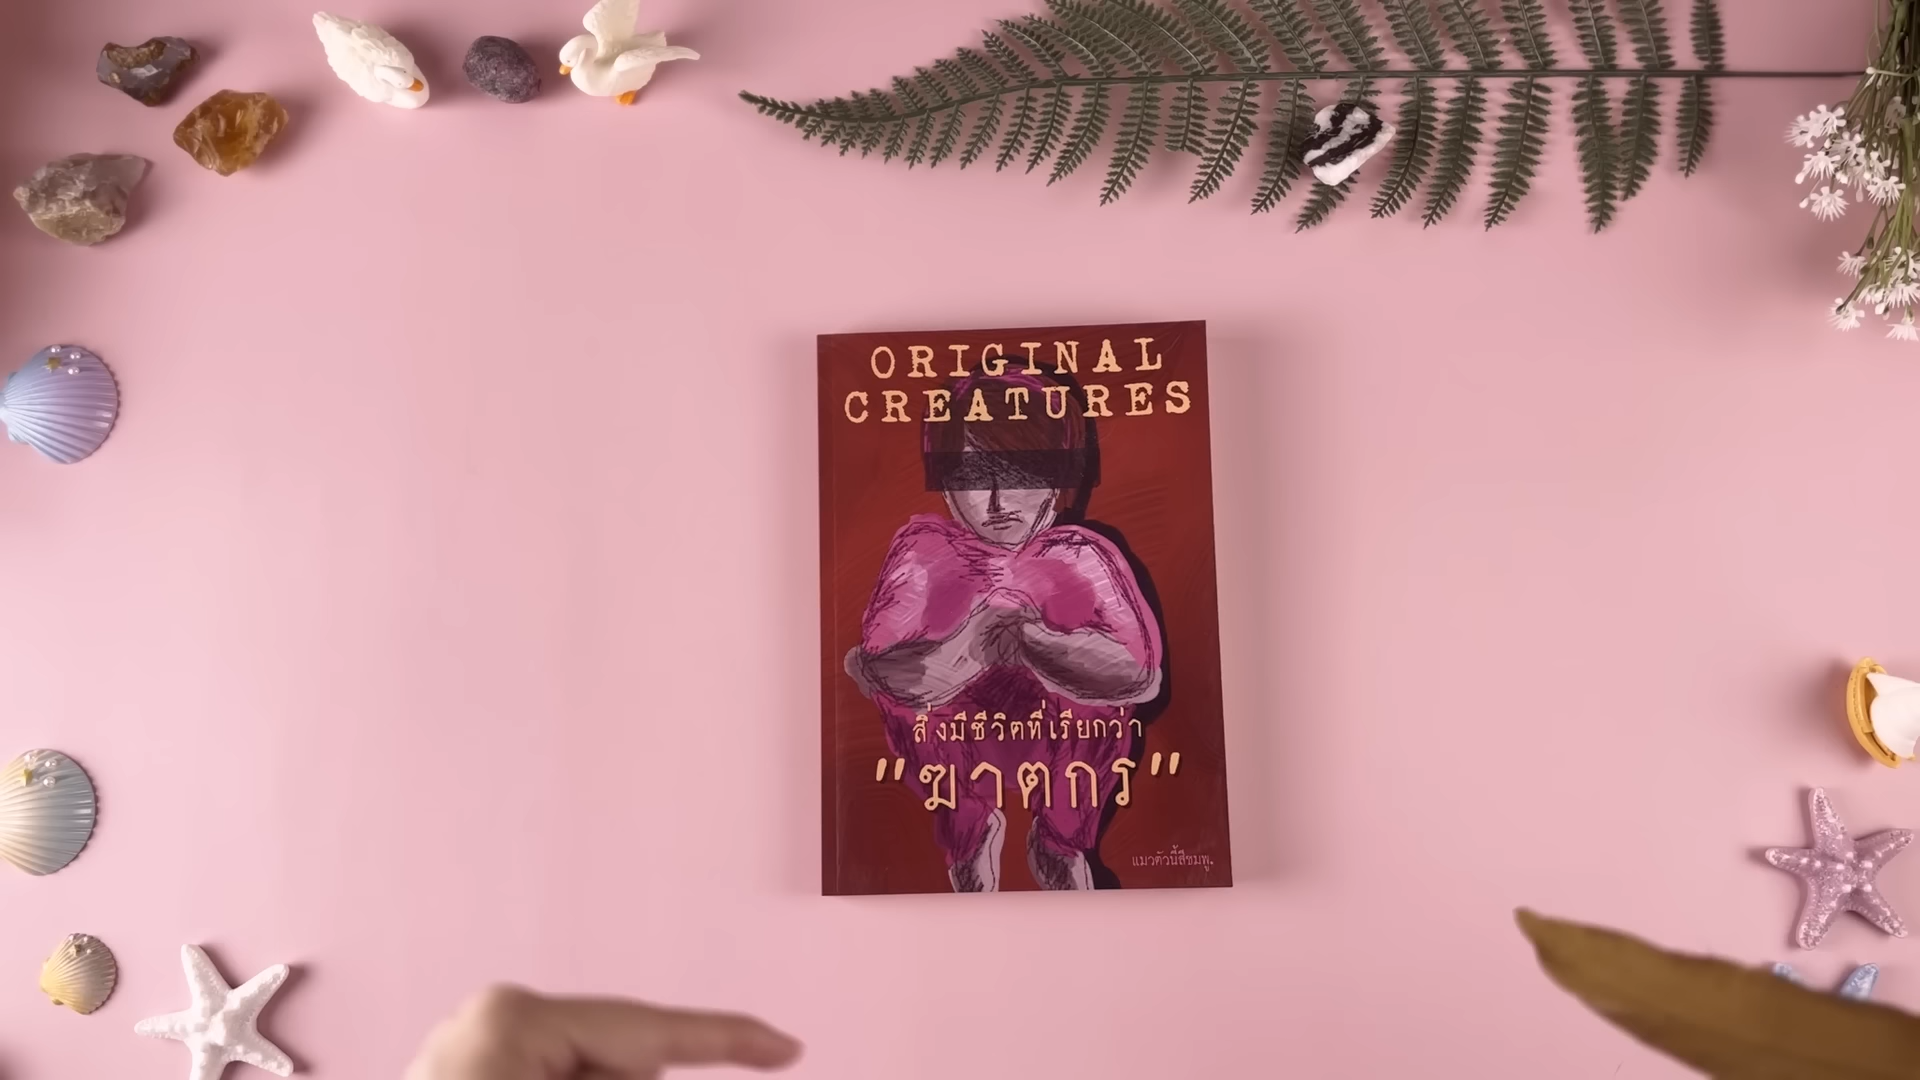 ORIGINAL
CREATURES
สิ่งมีชีวิตที่เรียกว่า
"ฆาตกร"
แมวตัวนี้สีชมพู.